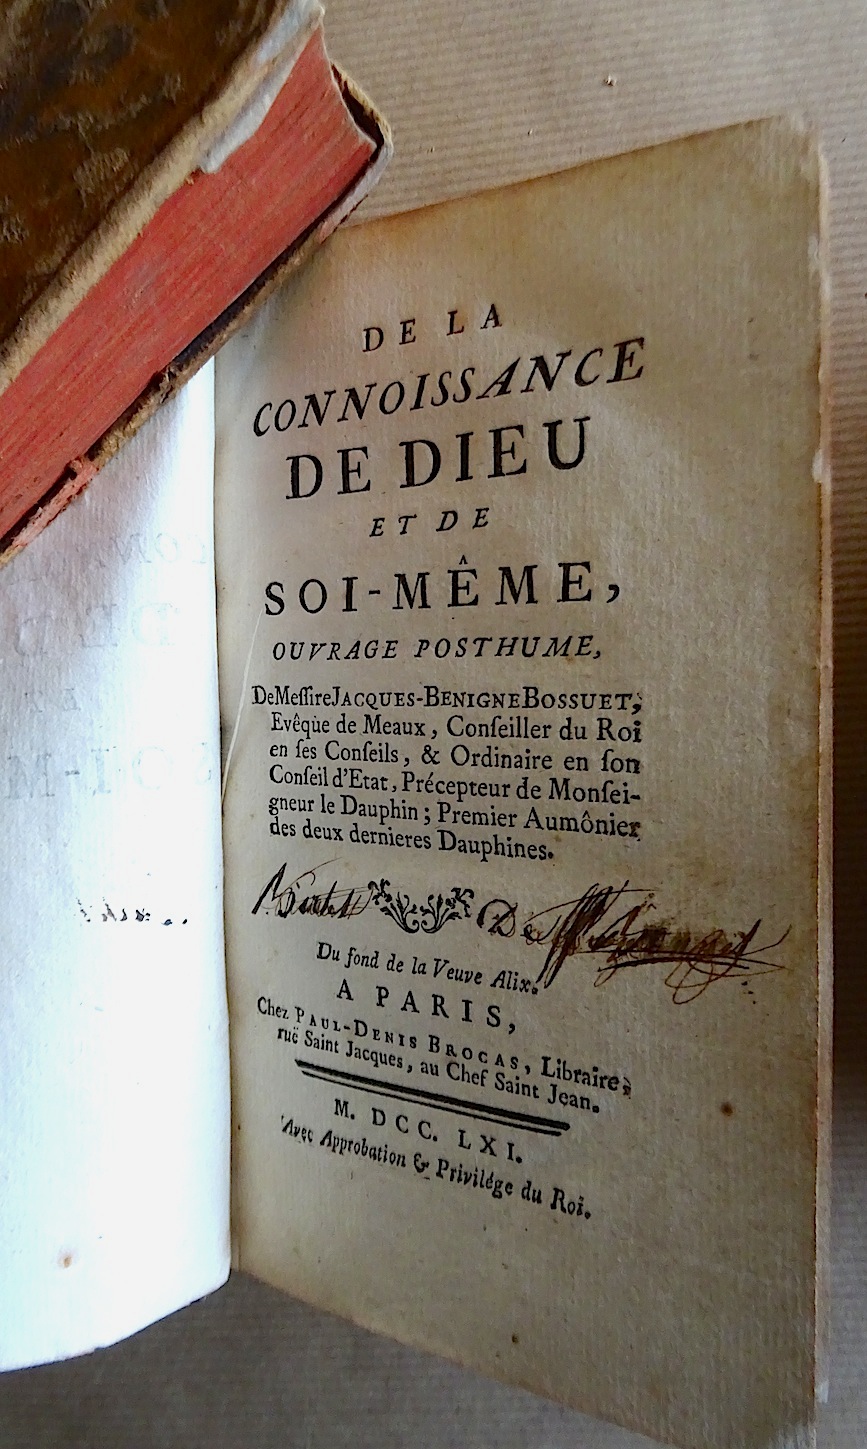 DE LA
CONNOISSANCE
DE DIEU
ET DE
SOI-MÊME,
OUVRAGE POSTHUME,
De Meſſire JACQUES-BENIGNE BOSSUET,
Evêque de Meaux, Conſeiller du Roi
en ſes Conſeils, & Ordinaire en ſon
Conſeil d'Etat, Précepteur de Monſei-
gneur le Dauphin; Premier Aumônier
des deux dernieres Dauphines.
De
Du fond de la Veuve Alix.
A PARIS,
Chez PAUL-DENIS BROCAS, Libraire,
ruë Saint Jacques, au Chef Saint Jean.
M. DCC. LXI.
Avec Approbation & Privilége du Roi.